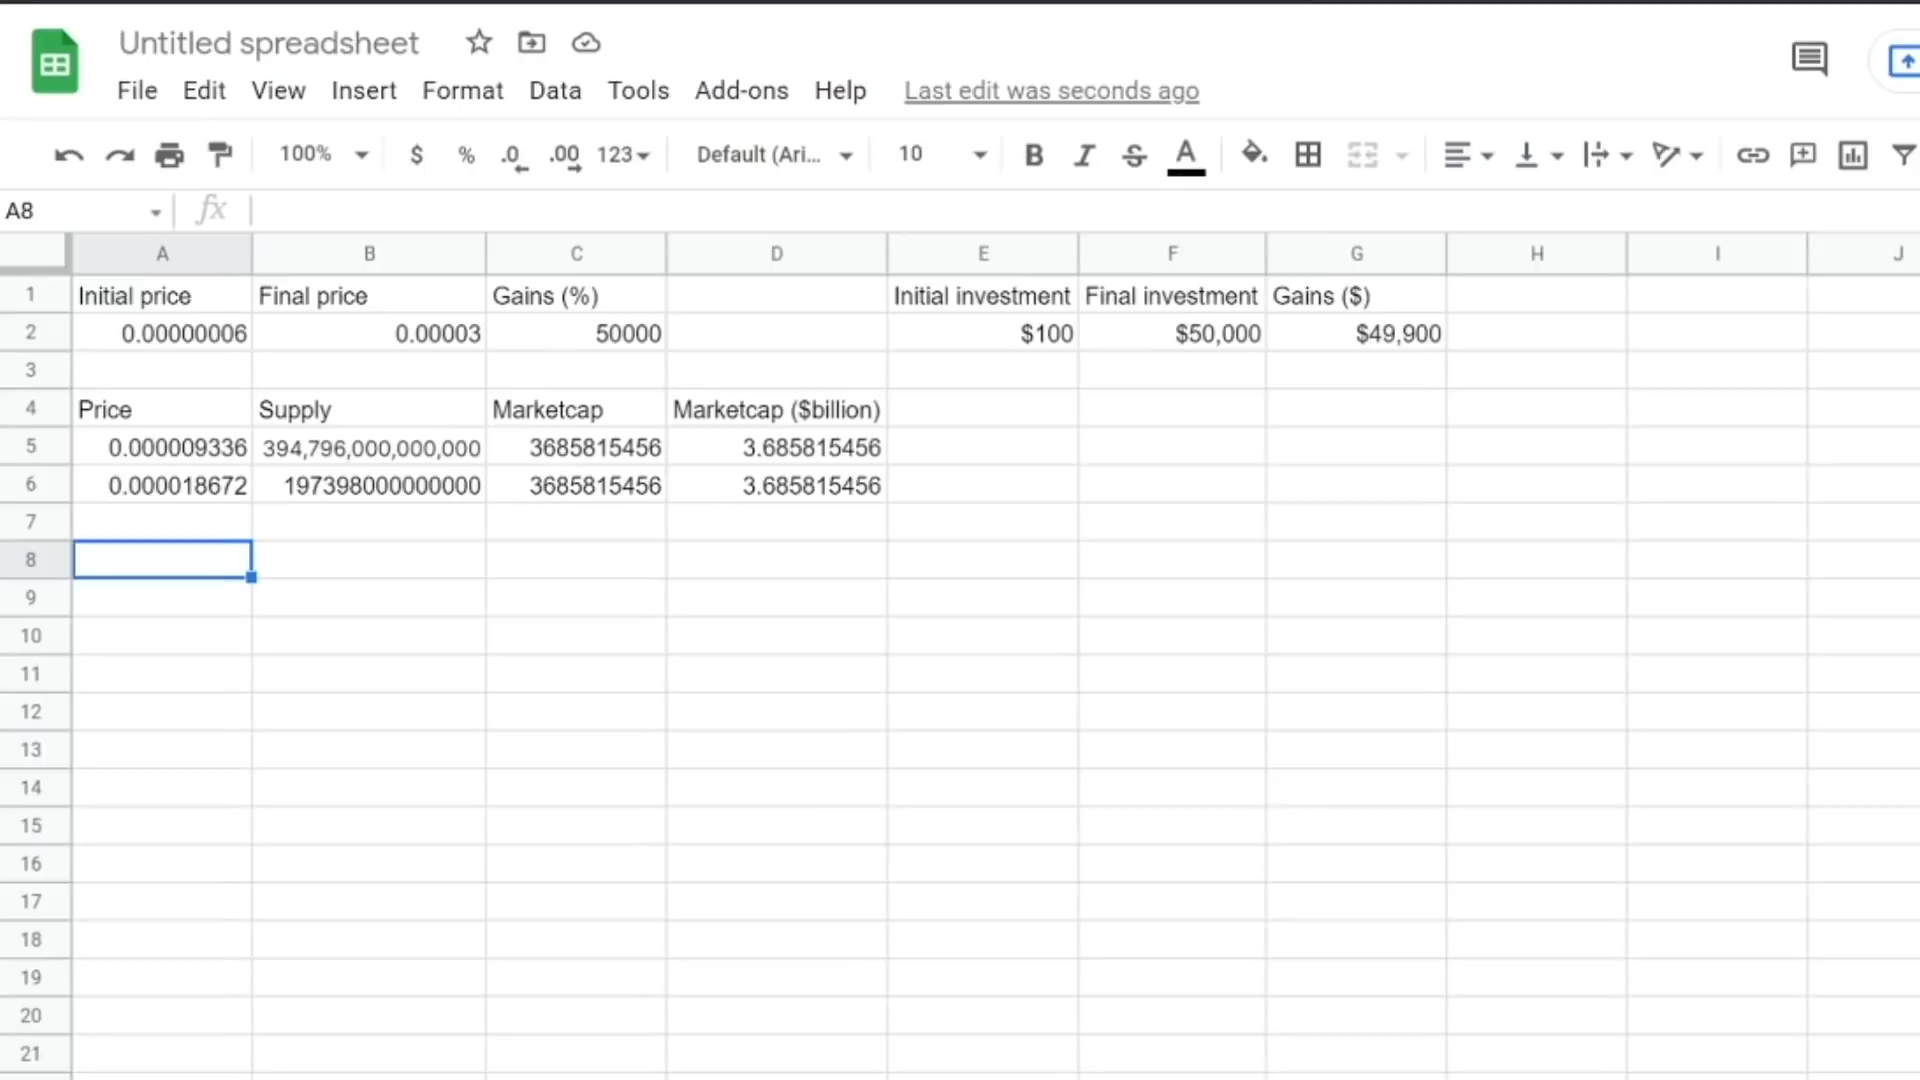 Untitled spreadsheet
File Edit View Insert Format Data Tools Add-ons Help Last edit was seconds ago
100% $ % .0 .00 123 Default (Ari... 10 B I S A
A8 fx
A B C D E F G H I J
1 Initial price Final price Gains (%) Initial investment Final investment Gains ($)
2 0.00000006 0.00003 50000 $100 $50,000 $49,900
3
4 Price Supply Marketcap Marketcap ($billion)
5 0.000009336 394,796,000,000,000 3685815456 3.685815456
6 0.000018672 197398000000000 3685815456 3.685815456
7
8
9
10
11
12
13
14
15
16
17
18
19
20
21